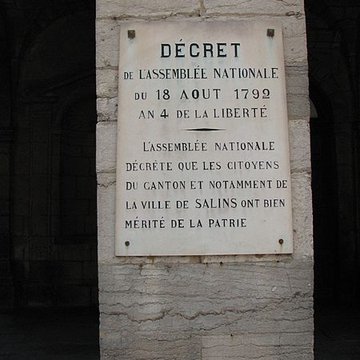 DÉCRET
DE L'ASSEMBLÉE NATIONALE
DU 18 AOUT 1792
AN 4 DE LA LIBERTÉ
L'ASSEMBLÉE NATIONALE
DÉCRÈTE QUE LES CITOYENS
DU CANTON ET NOTAMMENT DE
LA VILLE DE SALINS ONT BIEN
MÉRITÉ DE LA PATRIE